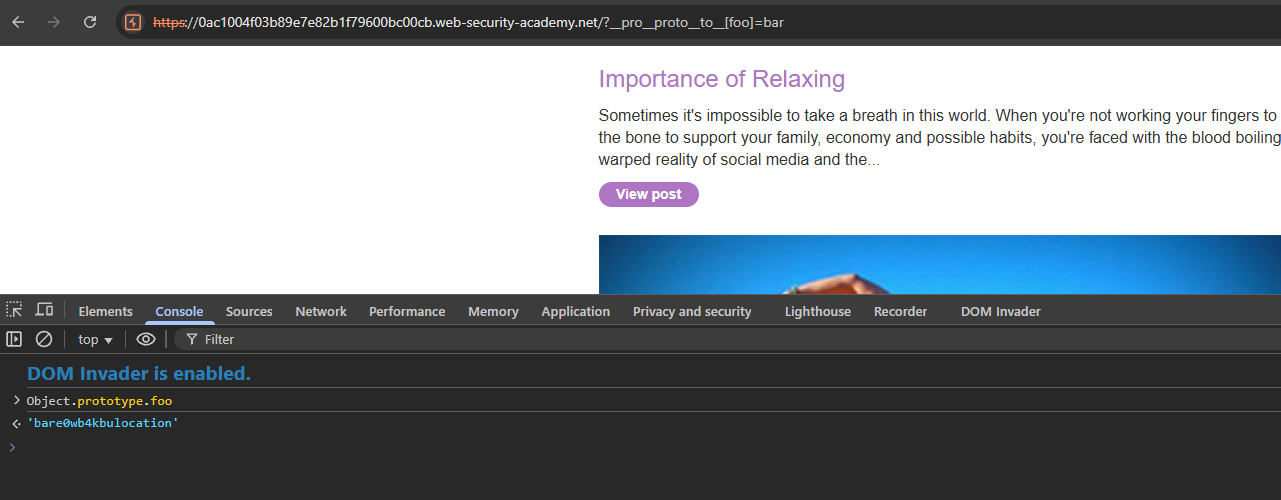 https://0ac1004f03b89e7e82b1f79600bc00cb.web-security-academy.net/?__pro__proto__to__[foo]=bar
Importance of Relaxing
Sometimes it's impossible to take a breath in this world. When you're not working your fingers to
the bone to support your family, economy and possible habits, you're faced with the blood boiling
warped reality of social media and the...
View post
Elements Console Sources Network Performance Memory Application Privacy and security Lighthouse Recorder DOM Invader
top Filter
DOM Invader is enabled.
Object.prototype.foo
'bare0wb4kbulocation'